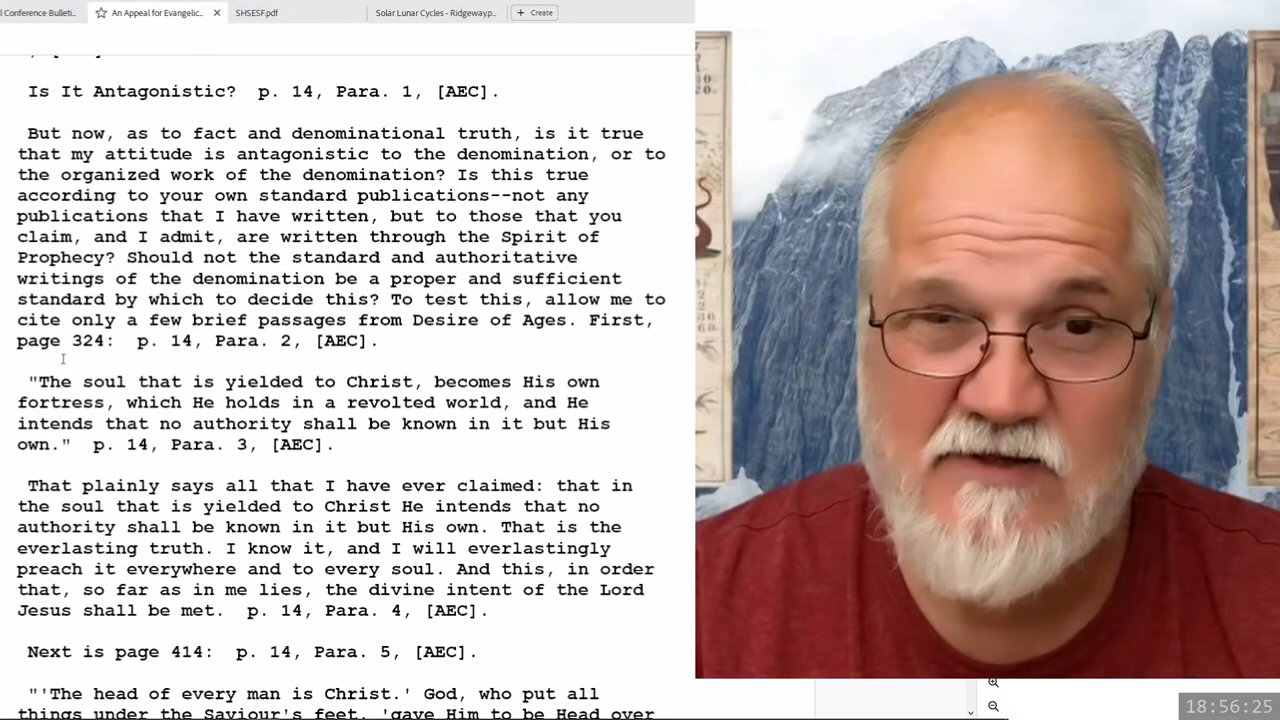 l Conference Bulleti..
An Appeal for Evangelic..
SHSESF.pdf
Solar Lunar Cycles - Ridgeway.p..
Create
Is It Antagonistic?  p. 14, Para. 1, [AEC].
But now, as to fact and denominational truth, is it true
that my attitude is antagonistic to the denomination, or to
the organized work of the denomination? Is this true
according to your own standard publications--not any
publications that I have written, but to those that you
claim, and I admit, are written through the Spirit of
Prophecy? Should not the standard and authoritative
writings of the denomination be a proper and sufficient
standard by which to decide this? To test this, allow me to
cite only a few brief passages from Desire of Ages. First,
page 324:  p. 14, Para. 2, [AEC].
"The soul that is yielded to Christ, becomes His own
fortress, which He holds in a revolted world, and He
intends that no authority shall be known in it but His
own."  p. 14, Para. 3, [AEC].
That plainly says all that I have ever claimed: that in
the soul that is yielded to Christ He intends that no
authority shall be known in it but His own. That is the
everlasting truth. I know it, and I will everlastingly
preach it everywhere and to every soul. And this, in order
that, so far as in me lies, the divine intent of the Lord
Jesus shall be met.  p. 14, Para. 4, [AEC].
Next is page 414:  p. 14, Para. 5, [AEC].
"'The head of every man is Christ.' God, who put all
things under the Saviour's feet, 'gave Him to be Head over
18:56:25